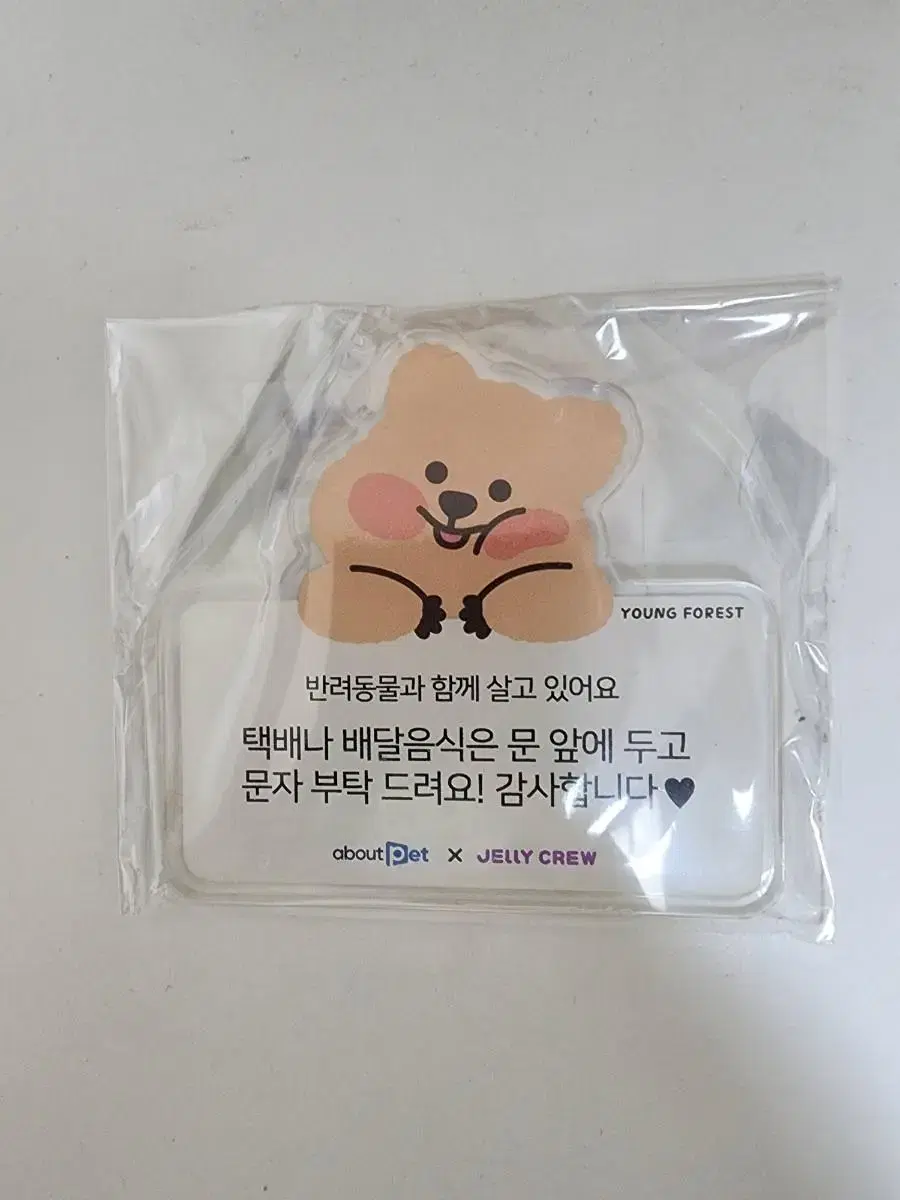 YOUNG FOREST
반려동물과 함께 살고 있어요
택배나 배달음식은 문 앞에 두고
문자 부탁 드려요! 감사합니다♥
aboutPet X JELLY CREW